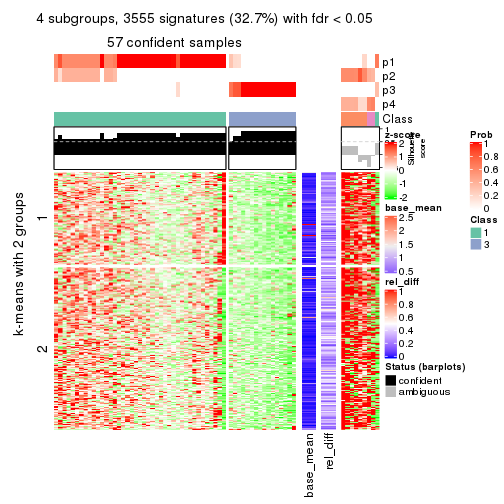 4 subgroups, 3555 signatures (32.7%) with fdr < 0.05
57 confident samples
p1
p2
p3
p4
Class
1
Silhouette
score
z-score
2
1
0
-1
-2
base_mean
2.5
2
1.5
1
0.5
rel_diff
1
0.8
0.6
0.4
0.2
0
Status (barplots)
confident
ambiguous
Prob
1
0.8
0.6
0.4
0.2
0
Class
1
3
k-means with 2 groups
1
2
base_mean
rel_diff